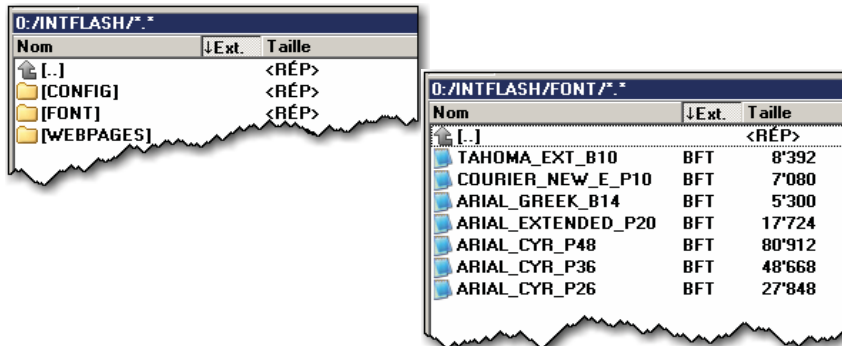 0:/INTFLASH/*.*
Nom ↓Ext. Taille
[..] <RÉP>
[CONFIG] <RÉP>
[FONT] <RÉP>
[WEBPAGES]
0:/INTFLASH/FONT/*.*
Nom ↓Ext. Taille
[..] <RÉP>
TAHOMA_EXT_B10 BFT 8'392
COURIER_NEW_E_P10 BFT 7'080
ARIAL_GREEK_B14 BFT 5'300
ARIAL_EXTENDED_P20 BFT 17'724
ARIAL_CYR_P48 BFT 80'912
ARIAL_CYR_P36 BFT 48'668
ARIAL_CYR_P26 BFT 27'848